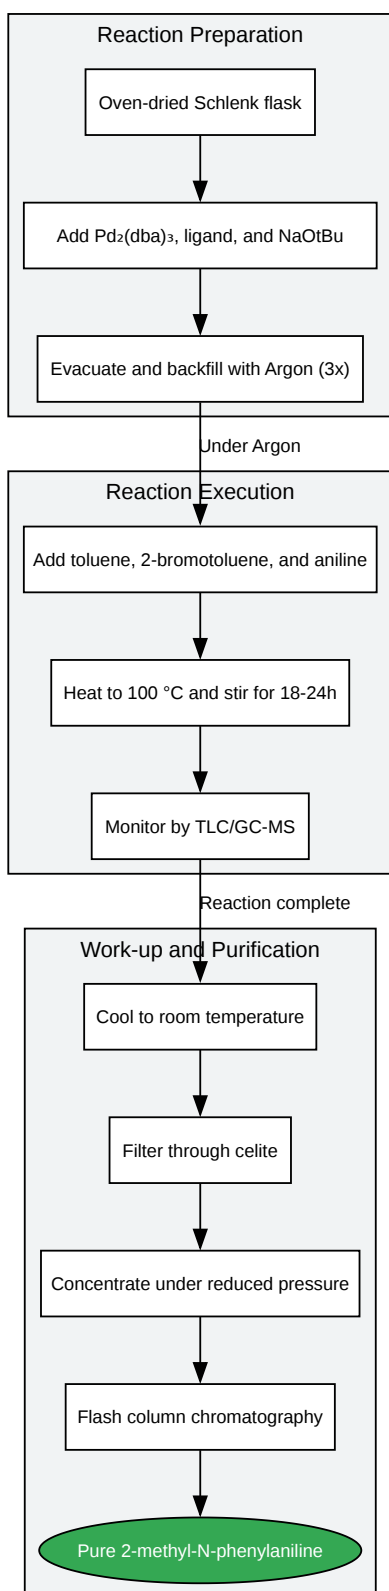 Reaction Preparation
Oven-dried Schlenk flask
Add Pd₂(dba)₃, ligand, and NaOtBu
Evacuate and backfill with Argon (3x)
Under Argon
Reaction Execution
Add toluene, 2-bromotoluene, and aniline
Heat to 100 °C and stir for 18-24h
Monitor by TLC/GC-MS
Reaction complete
Work-up and Purification
Cool to room temperature
Filter through celite
Concentrate under reduced pressure
Flash column chromatography
Pure 2-methyl-N-phenylaniline